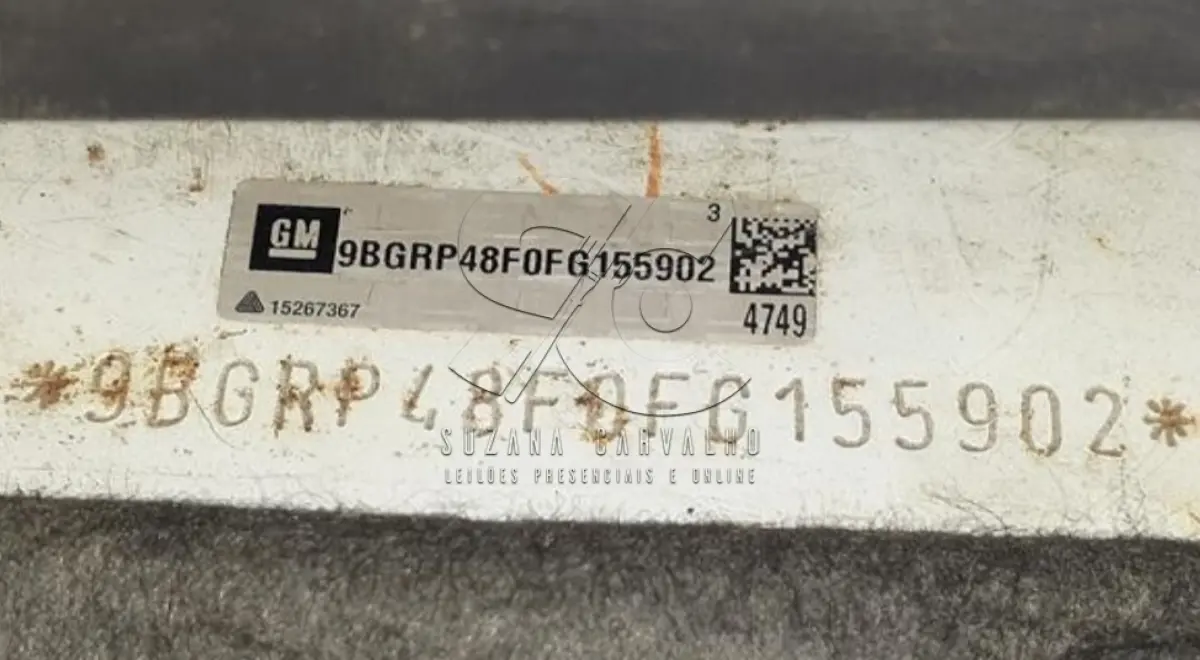 3
GM 9BGRP48F0FG155902
15267367 4749
*9BGRP48F0FG155902*
SUZANA CARVALHO
LEILÕES PRESENCIAIS E ONLINE